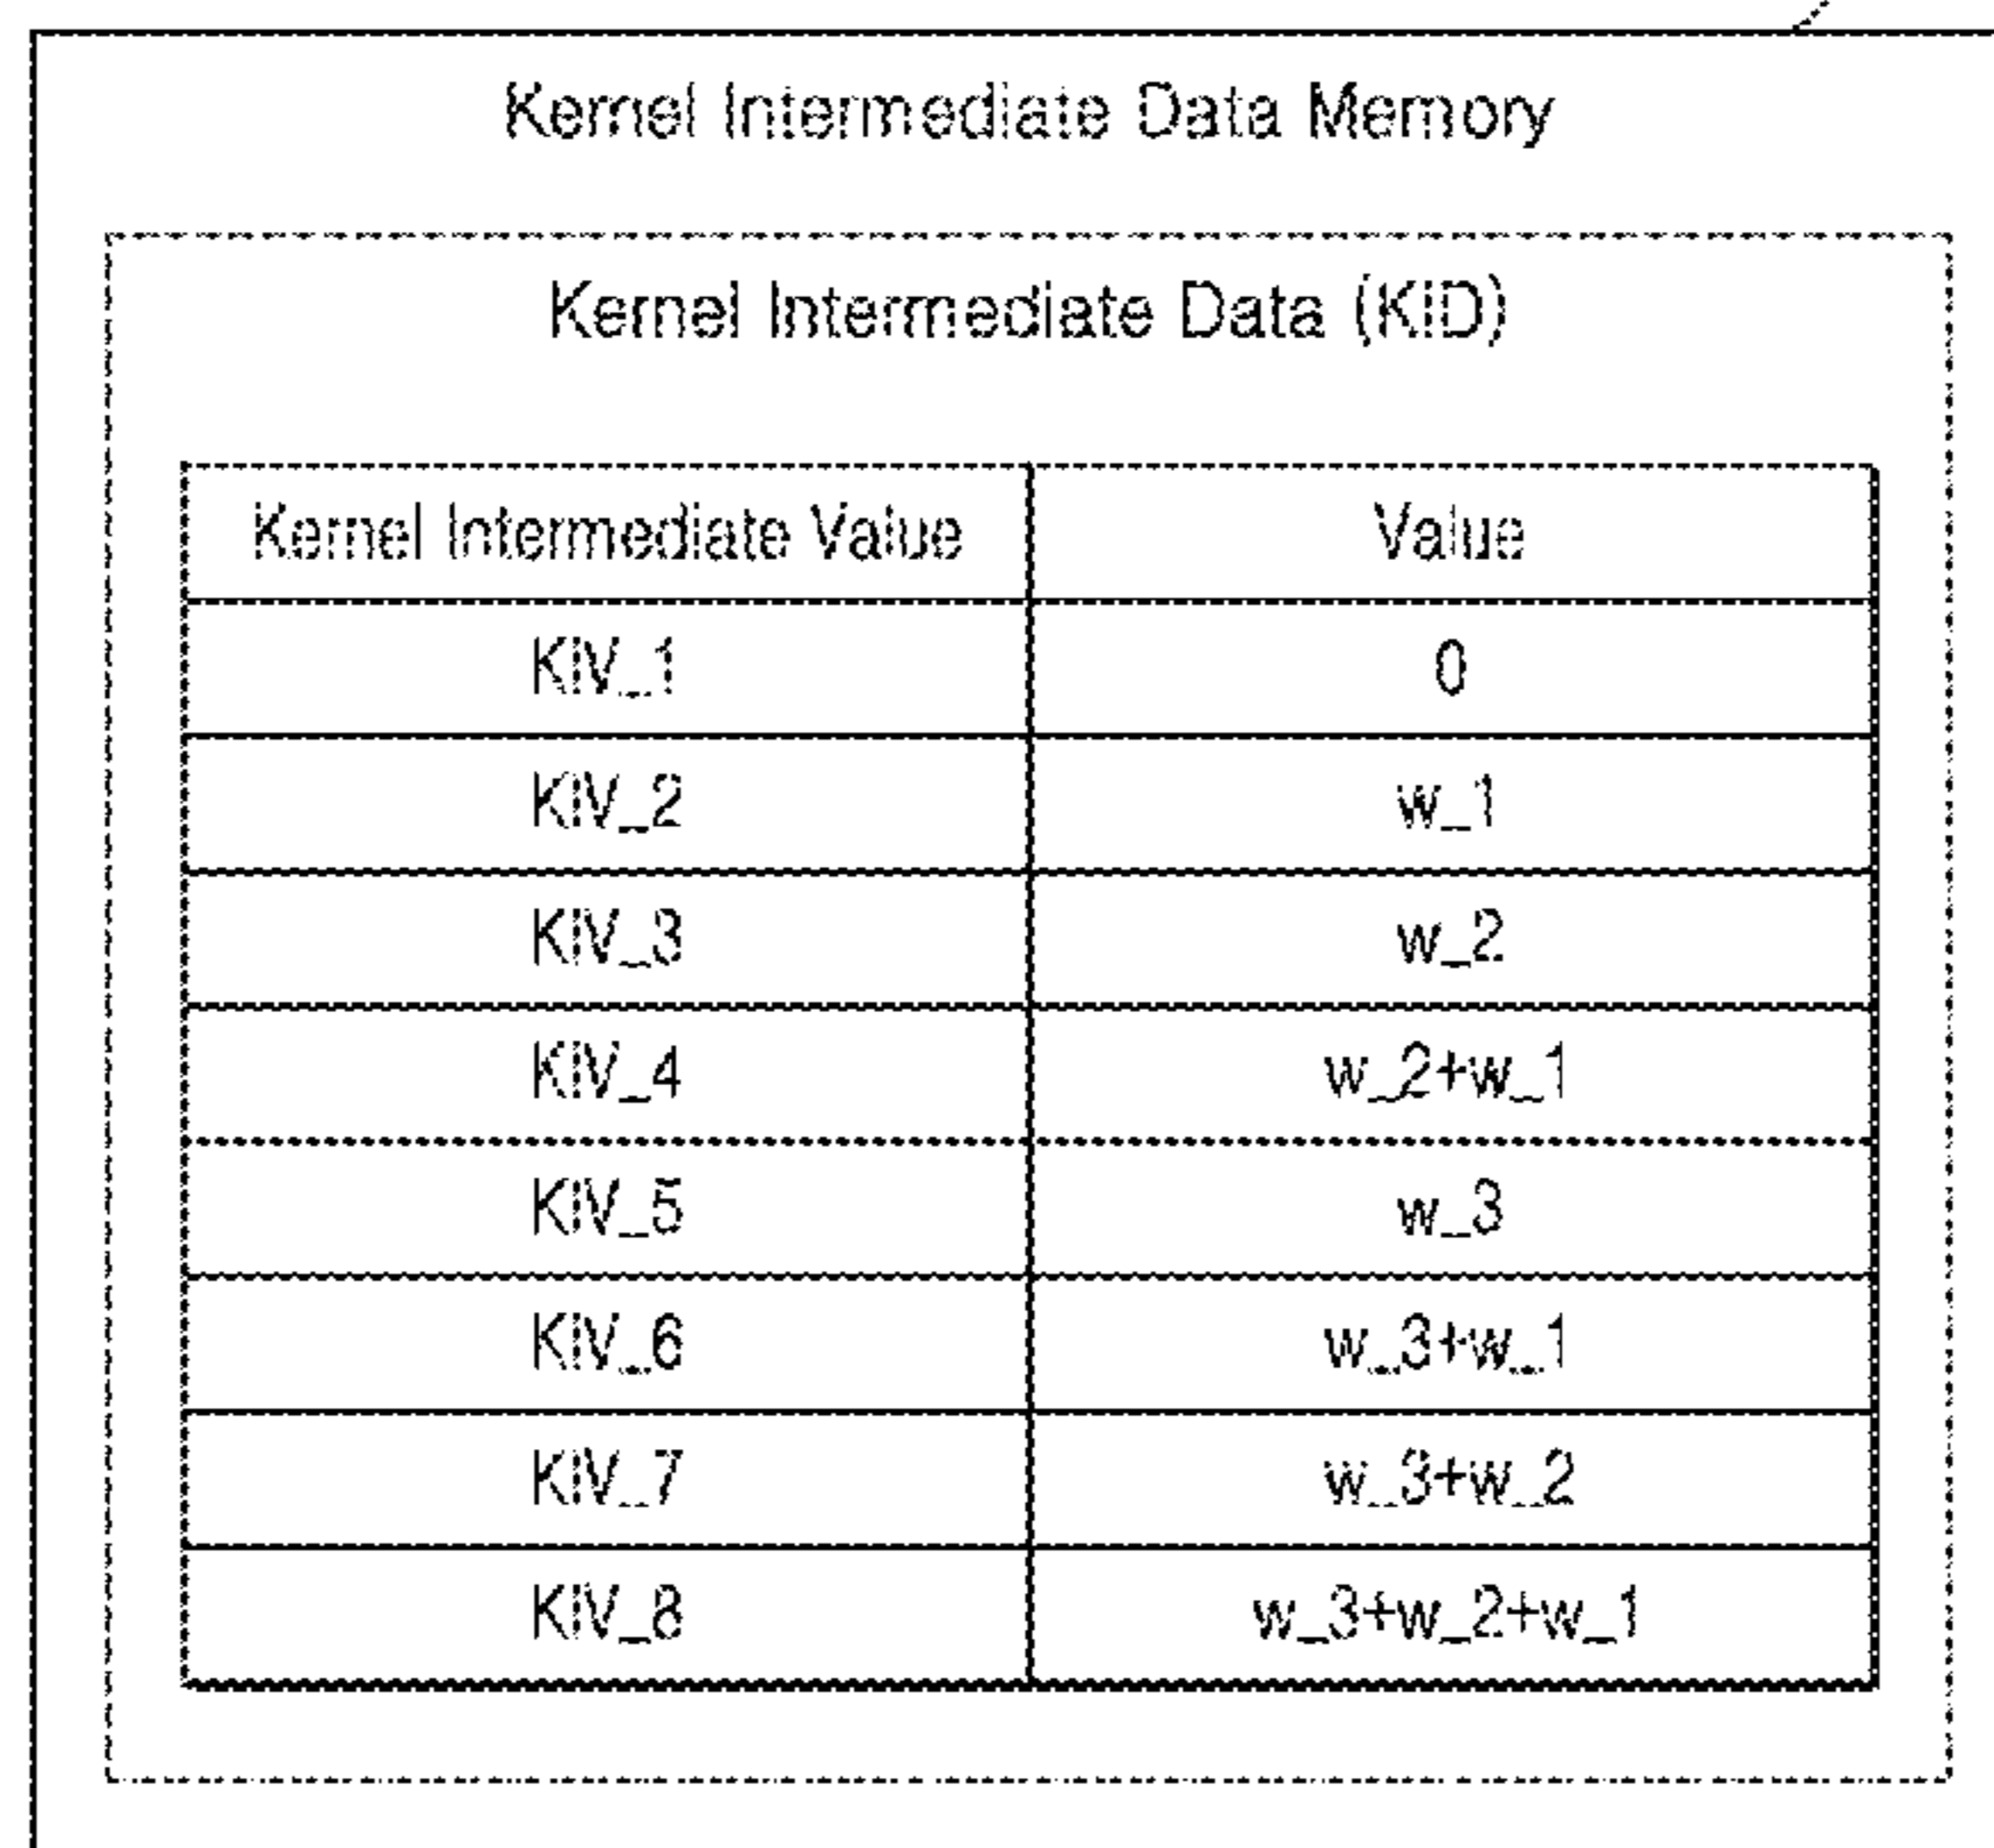 Kernel Intermediate Data Memory
Kernel Intermediate Data (KID)
Kernel Intermediate Value Value
KIV_1 0
KIV_2 w_1
KIV_3 w_2
KIV_4 w_2+w_1
KIV_5 w_3
KIV_6 w_3+w_1
KIV_7 w_3+w_2
KIV_8 w_3+w_2+w_1